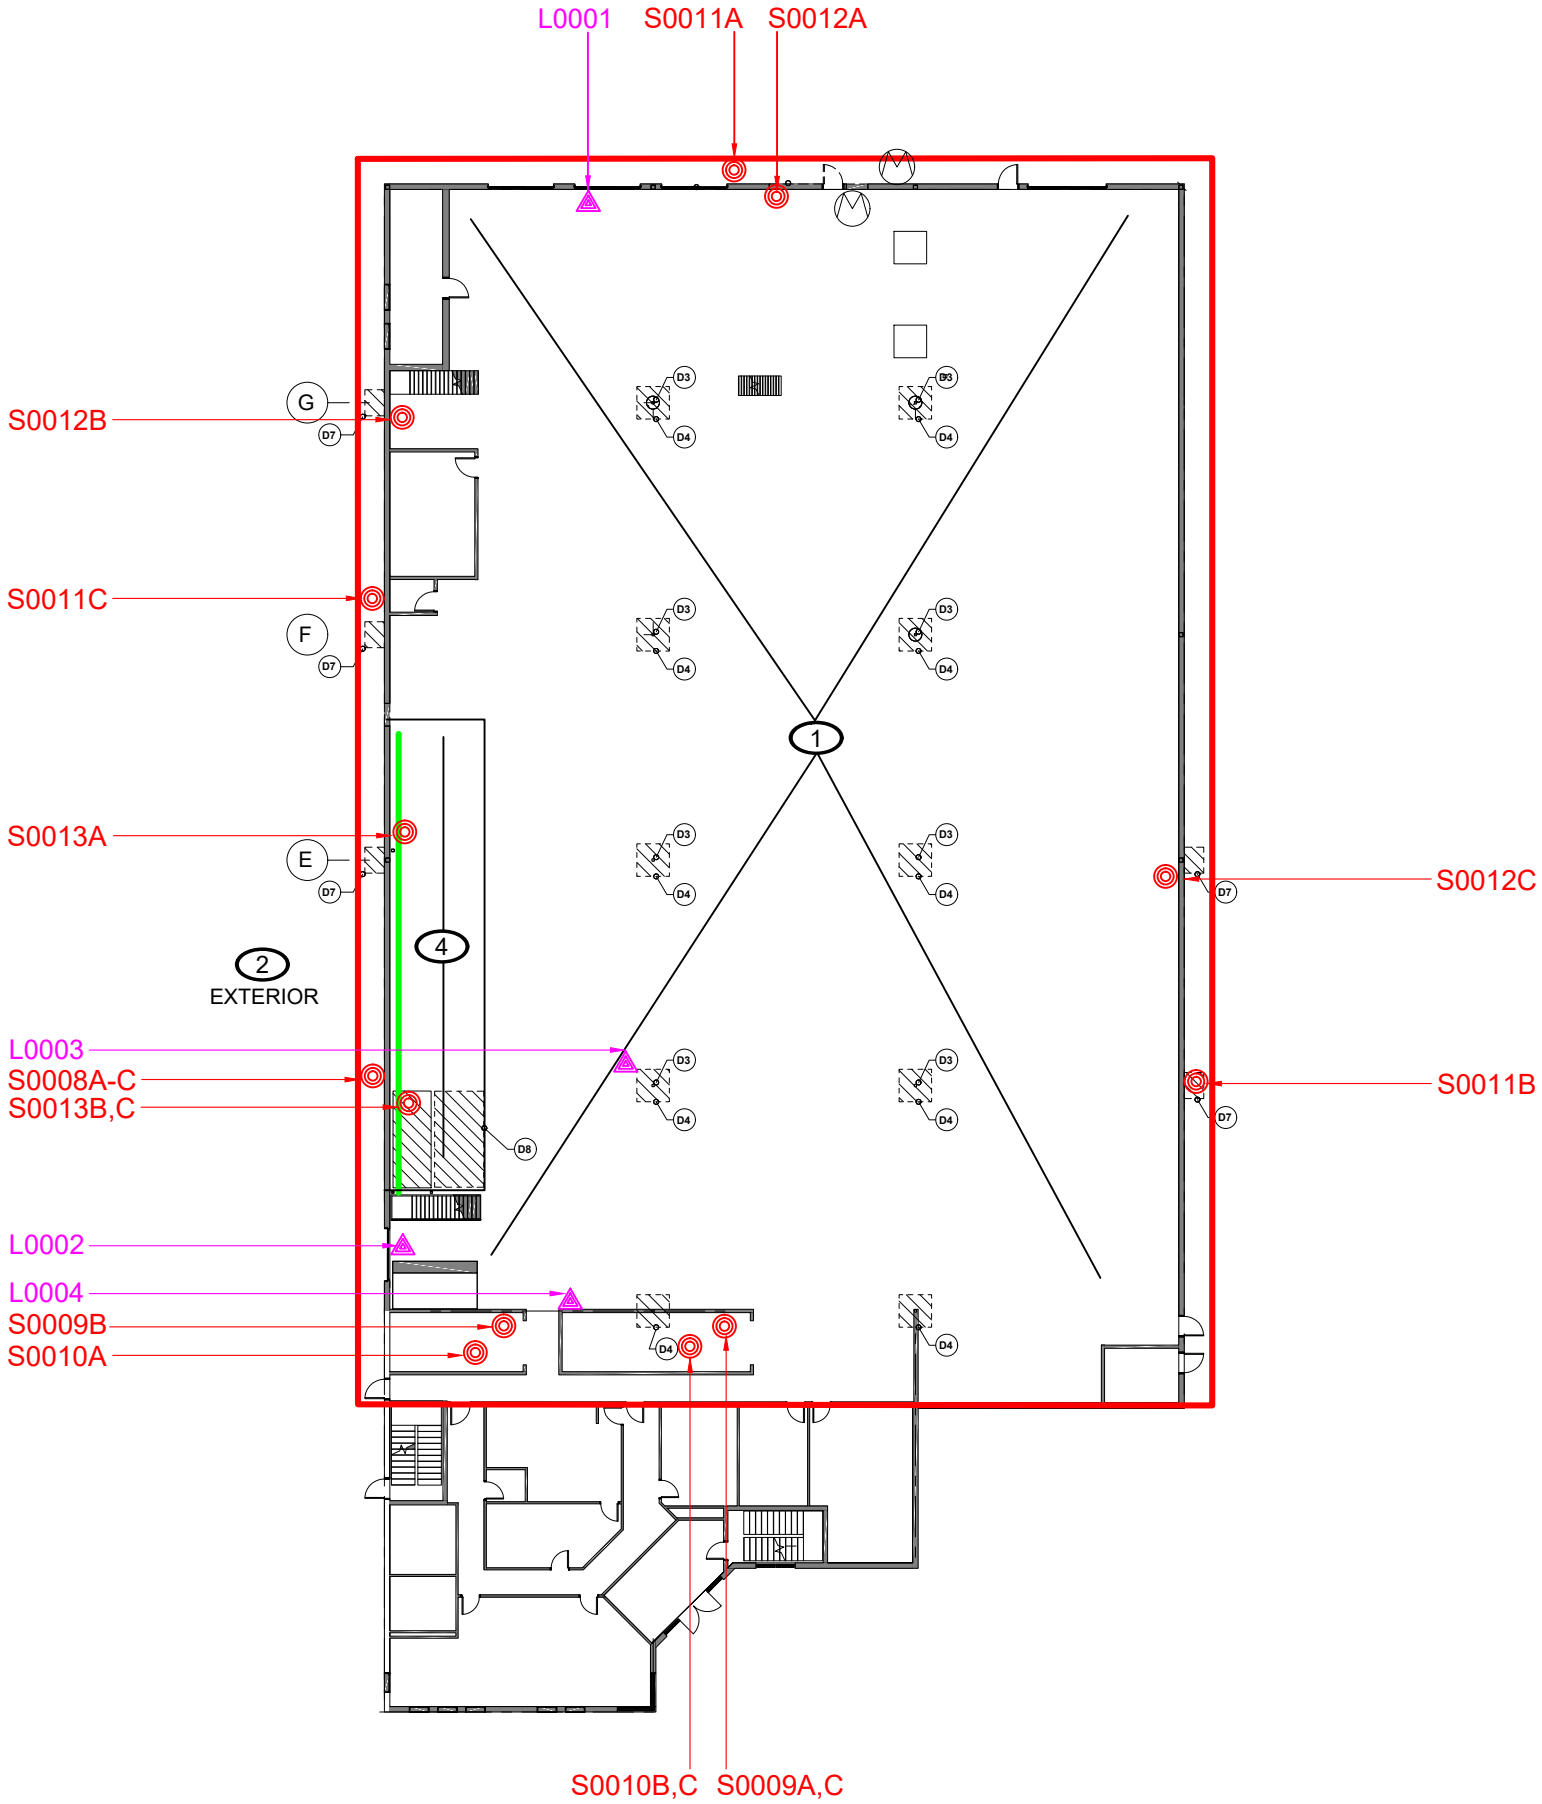 L0001 S0011A S0012A
D3 D3
G
S0012B
D7 D4 D4
S0011C
D3 D3
F
D7 D4 D4
1
S0013A
D3 D3
E
D7 D4 D4 D7
S0012C
4
2
EXTERIOR
L0003
D3 D3
S0008A-C
S0011B
S0013B,C
D4 D4 D7
D8
L0002
L0004
S0009B
D4 D4
S0010A
S0010B,C S0009A,C